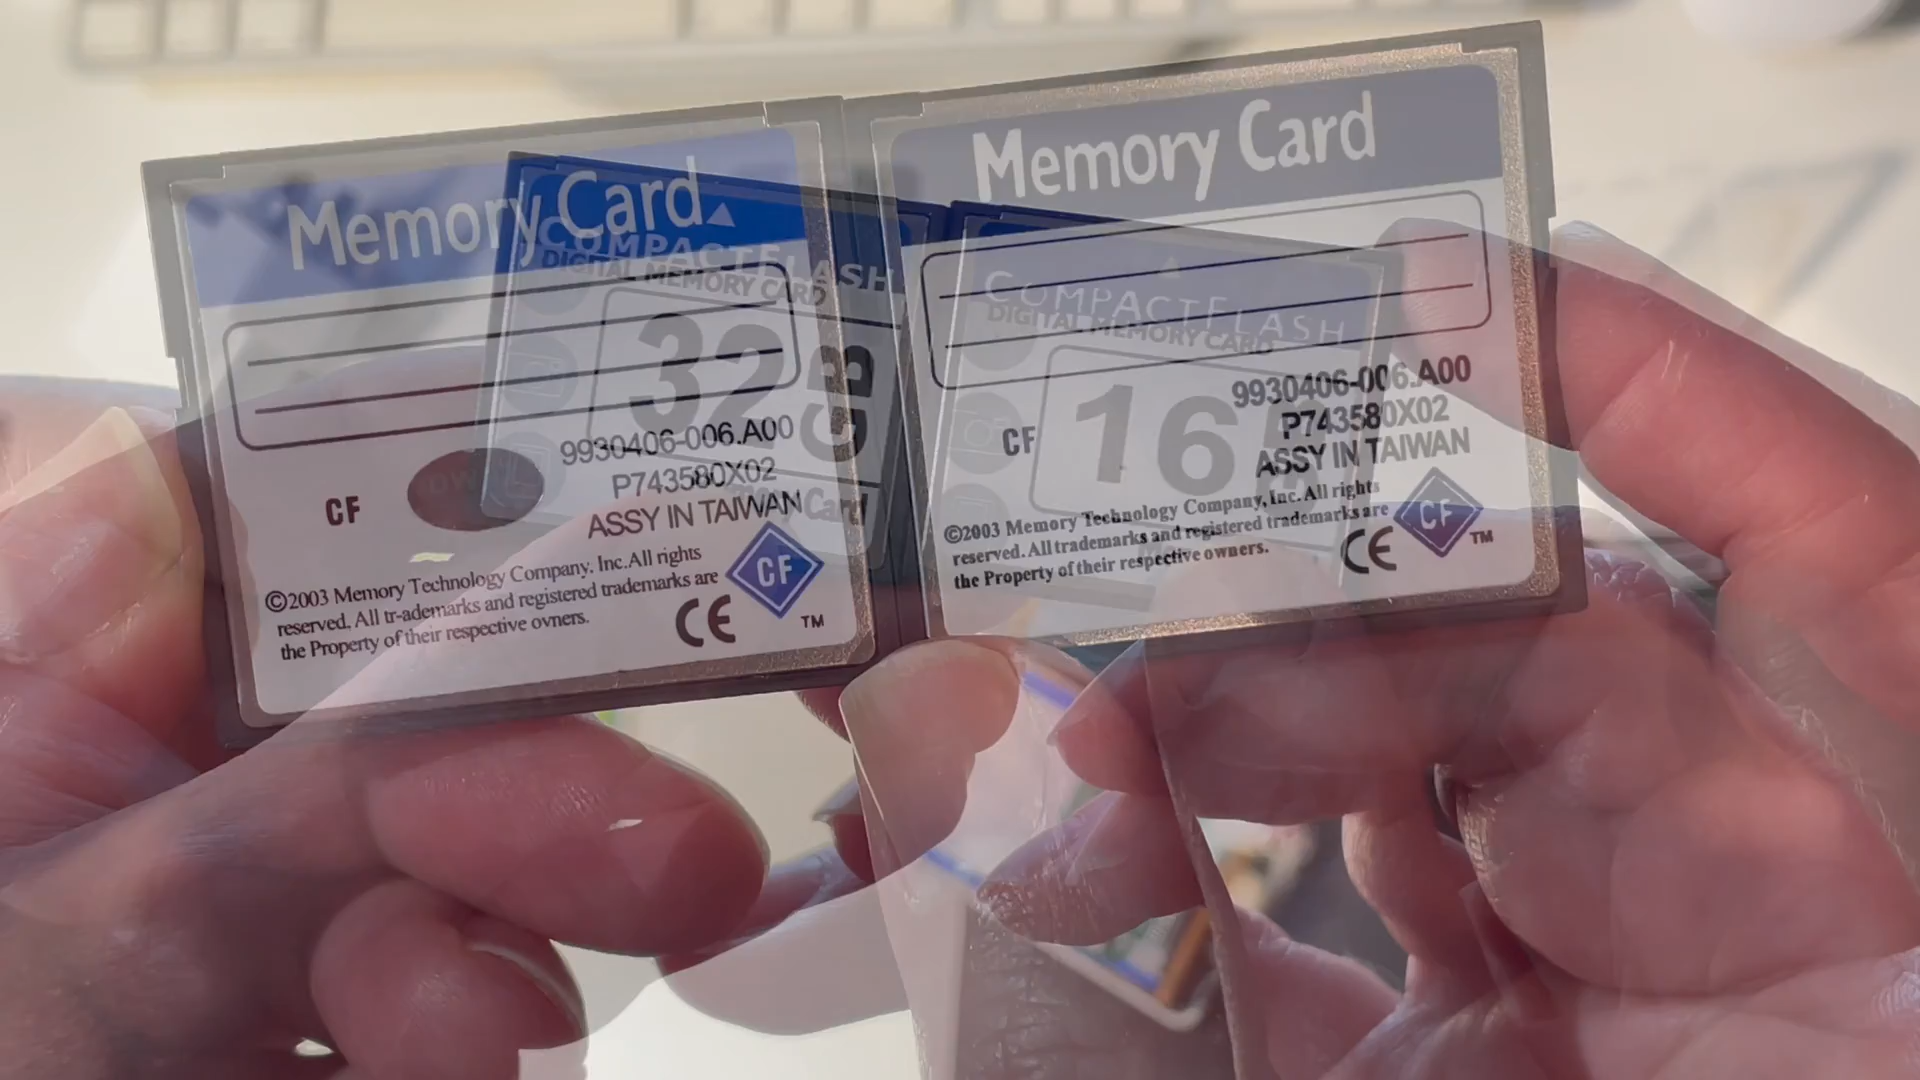 Memory Card
9930406-006.A00
P743580X02
ASSY IN TAIWAN
CF
©2003 Memory Technology Company, Inc.All rights
reserved, All tr-ademarks and registered trademarks are
the Property of their respective owners.
CE
CF
TM
Memory Card
9930406-006.A00
P743580X02
ASSY IN TAIWAN
CF
©2003 Memory Technology Company, Inc. All rights
reserved. All trademarks and registered trademarks are
the Property of their respective owners.
CE
CF
TM
COMPACTFLASH
DIGITAL MEMORY CARD
32
Card
COMPACTFLASH
DIGITAL MEMORY CARD
16